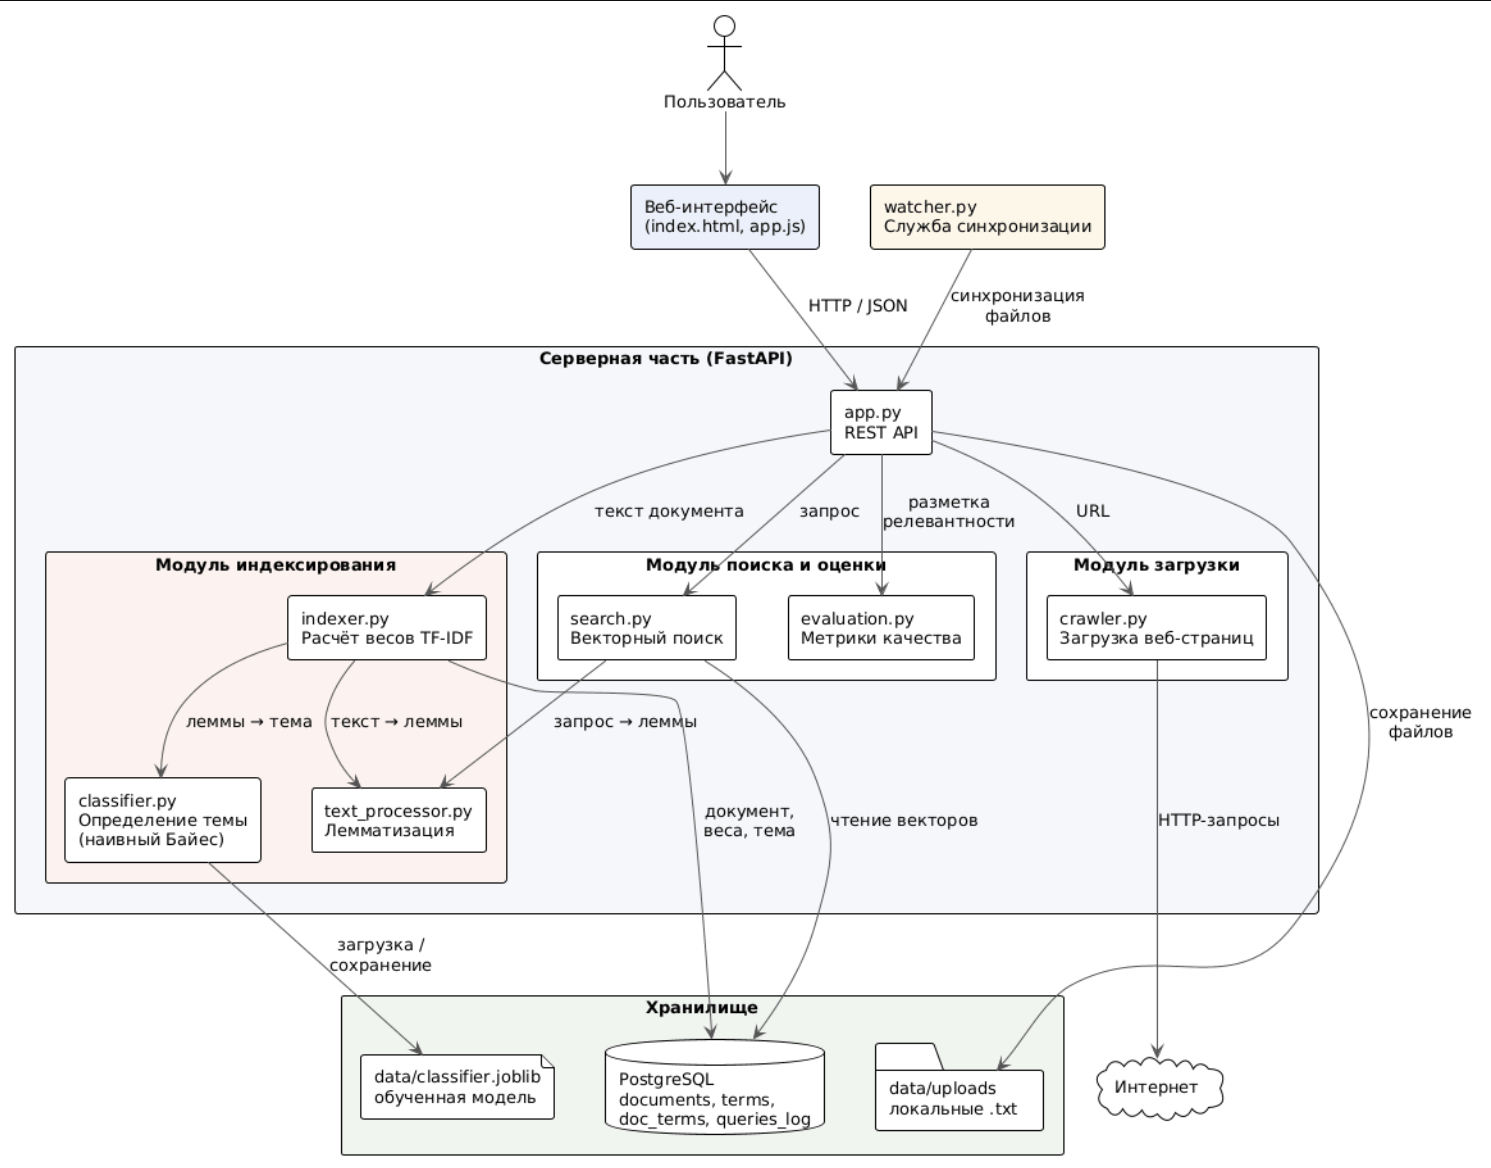 Пользователь
Веб-интерфейс
(index.html, app.js)
watcher.py
Служба синхронизации
HTTP / JSON
синхронизация
файлов
Серверная часть (FastAPI)
app.py
REST API
текст документа
запрос
разметка
релевантности
URL
Модуль индексирования
Модуль поиска и оценки
Модуль загрузки
indexer.py
Расчёт весов TF-IDF
search.py
Векторный поиск
evaluation.py
Метрики качества
crawler.py
Загрузка веб-страниц
леммы → тема
текст → леммы
запрос → леммы
сохранение
файлов
classifier.py
Определение темы
(наивный Байес)
text_processor.py
Лемматизация
документ,
веса, тема
чтение векторов
HTTP-запросы
загрузка /
сохранение
Хранилище
data/classifier.joblib
обученная модель
PostgreSQL
documents, terms,
doc_terms, queries_log
data/uploads
локальные .txt
Интернет